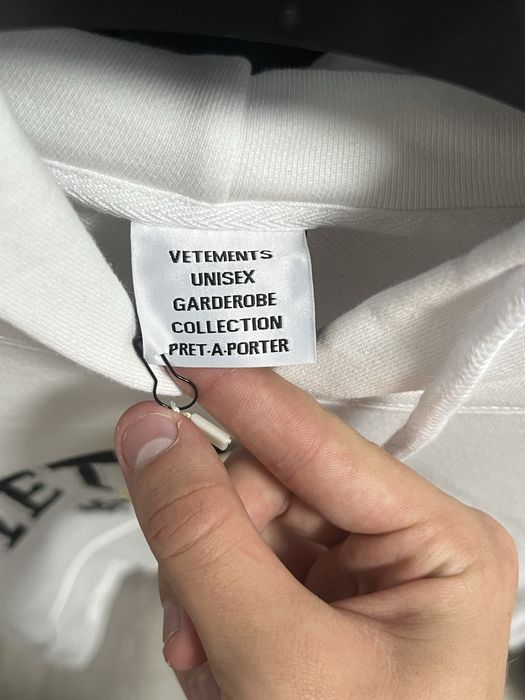 VETEMENTS
UNISEX
GARDEROBE
COLLECTION
PRET-A-PORTER